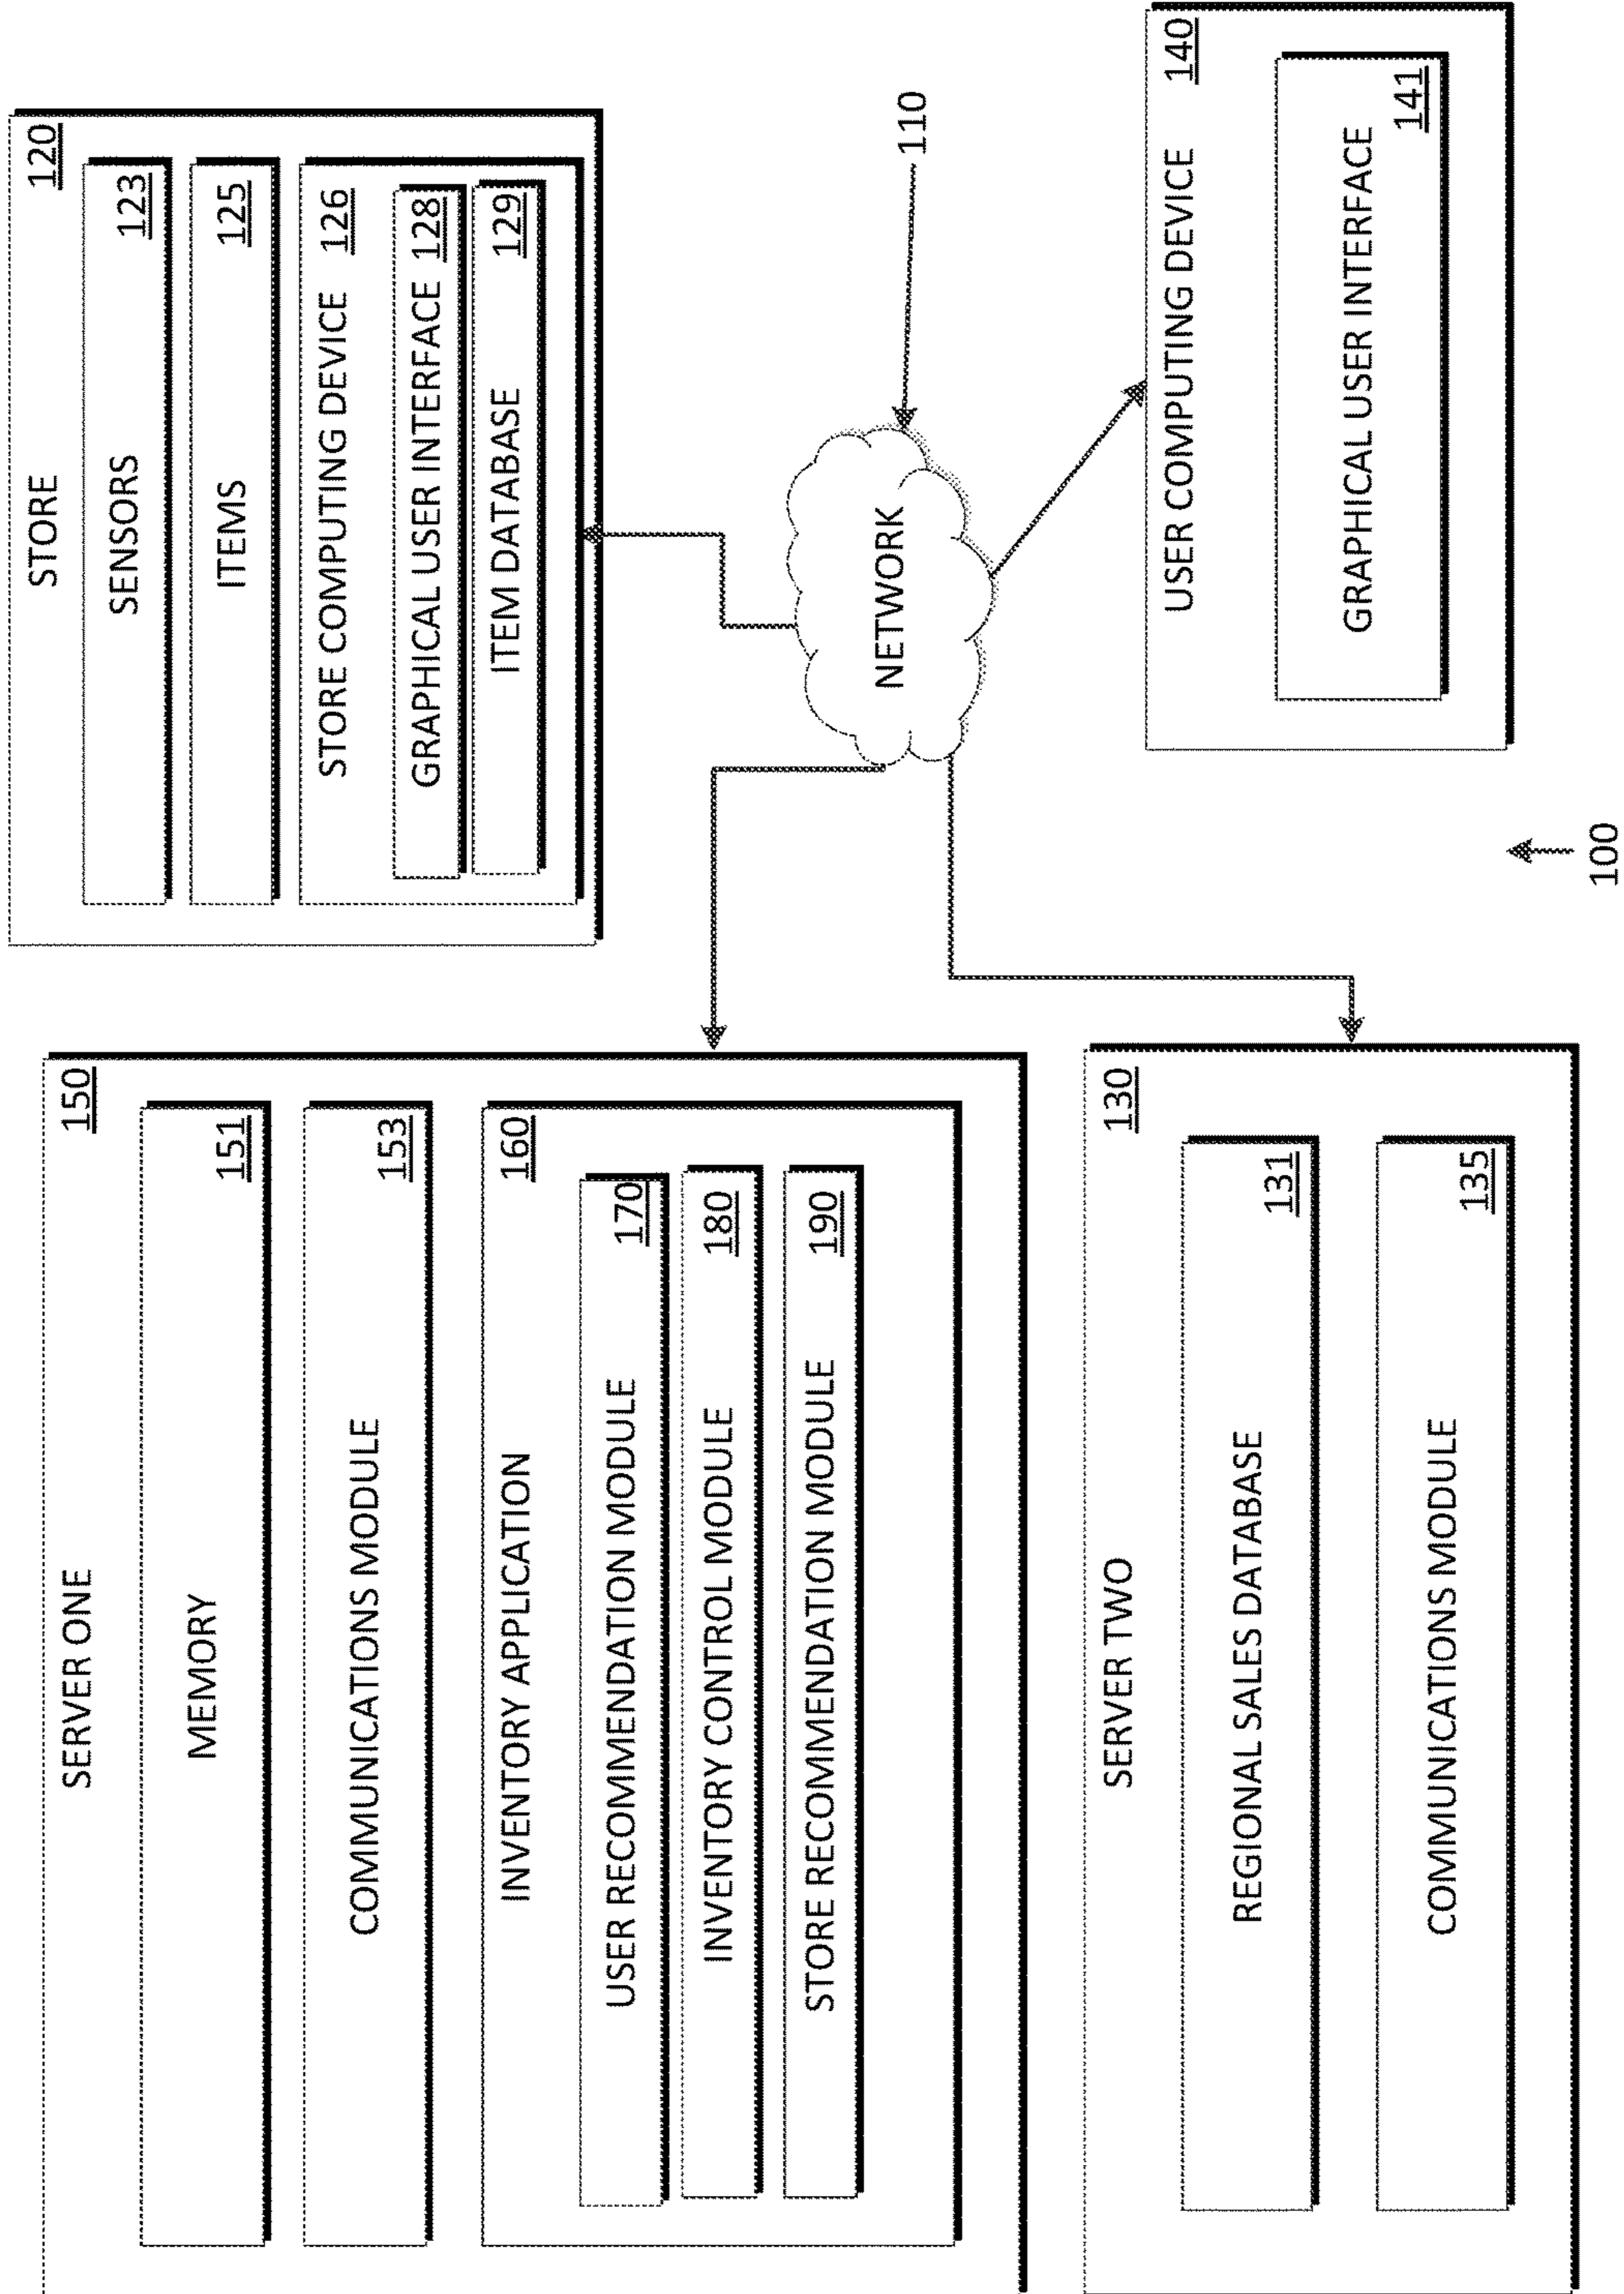 SERVER ONE
150
MEMORY
151
COMMUNICATIONS MODULE
153
INVENTORY APPLICATION
160
USER RECOMMENDATION MODULE
170
INVENTORY CONTROL MODULE
180
STORE RECOMMENDATION MODULE
190
STORE
120
SENSORS
123
ITEMS
125
STORE COMPUTING DEVICE
126
GRAPHICAL USER INTERFACE
128
ITEM DATABASE
129
NETWORK
110
SERVER TWO
130
REGIONAL SALES DATABASE
131
COMMUNICATIONS MODULE
135
USER COMPUTING DEVICE
140
GRAPHICAL USER INTERFACE
141
100